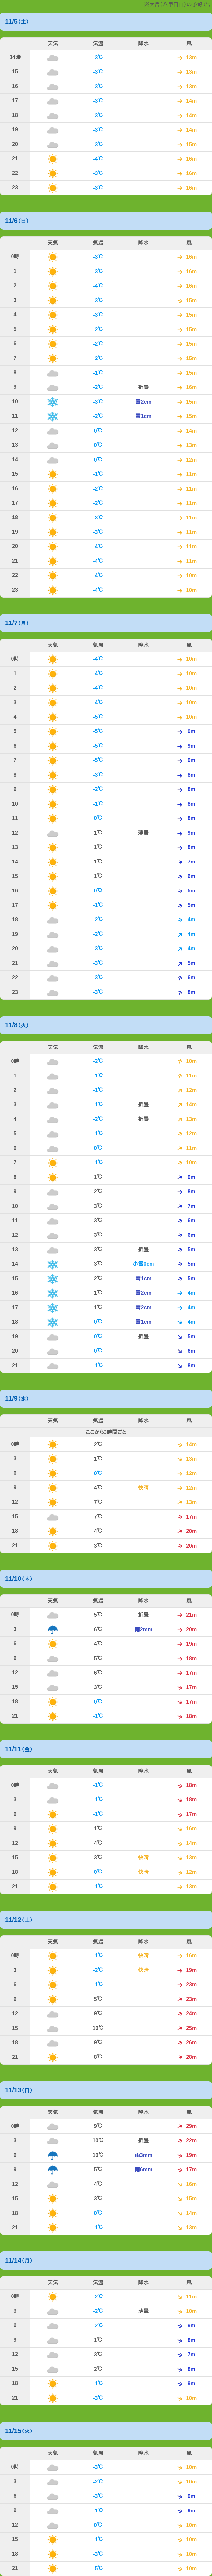 11/5(土)
天気 気温 降水 風
14時 -3℃ 13m
15 -3℃ 13m
16 -3℃ 13m
17 -3℃ 14m
18 -3℃ 14m
19 -3℃ 14m
20 -3℃ 15m
21 -4℃ 16m
22 -3℃ 16m
23 -3℃ 16m
11/6(日)
天気 気温 降水 風
0時 -3℃ 16m
1 -3℃ 16m
2 -4℃ 16m
3 -3℃ 15m
4 -3℃ 15m
5 -2℃ 15m
6 -2℃ 15m
7 -2℃ 15m
8 -1℃ 15m
9 -2℃ 折曇 16m
10 -3℃ 雪2cm 15m
11 -2℃ 雪1cm 15m
12 0℃ 14m
13 0℃ 13m
14 0℃ 12m
15 -1℃ 11m
16 -2℃ 11m
17 -2℃ 11m
18 -3℃ 11m
19 -3℃ 11m
20 -4℃ 11m
21 -4℃ 11m
22 -4℃ 10m
23 -4℃ 10m
11/7(月)
天気 気温 降水 風
0時 -4℃ 10m
1 -4℃ 10m
2 -4℃ 10m
3 -4℃ 10m
4 -5℃ 10m
5 -5℃ 9m
6 -5℃ 9m
7 -5℃ 9m
8 -3℃ 8m
9 -2℃ 8m
10 -1℃ 8m
11 0℃ 8m
12 1℃ 薄曇 9m
13 1℃ 8m
14 1℃ 7m
15 1℃ 6m
16 0℃ 5m
17 -1℃ 5m
18 -2℃ 4m
19 -2℃ 4m
20 -3℃ 4m
21 -3℃ 5m
22 -3℃ 6m
23 -3℃ 8m
11/8(火)
天気 気温 降水 風
0時 -2℃ 10m
1 -1℃ 11m
2 -1℃ 12m
3 -1℃ 折曇 14m
4 -2℃ 折曇 13m
5 -1℃ 12m
6 0℃ 11m
7 -1℃ 10m
8 1℃ 9m
9 2℃ 8m
10 3℃ 7m
11 3℃ 6m
12 3℃ 6m
13 3℃ 折曇 5m
14 3℃ 小雪0cm 5m
15 2℃ 雪1cm 5m
16 1℃ 雪2cm 4m
17 1℃ 雪2cm 4m
18 0℃ 雪1cm 4m
19 0℃ 折曇 5m
20 0℃ 6m
21 -1℃ 8m
11/9(水)
天気 気温 降水 風
ここから3時間ごと
0時 2℃ 14m
3 1℃ 13m
6 0℃ 12m
9 4℃ 快晴 12m
12 7℃ 13m
15 7℃ 17m
18 4℃ 20m
21 3℃ 20m
11/10(木)
天気 気温 降水 風
0時 5℃ 折曇 21m
3 6℃ 雨2mm 20m
6 4℃ 19m
9 5℃ 18m
12 6℃ 17m
15 3℃ 17m
18 0℃ 17m
21 -1℃ 18m
11/11(金)
天気 気温 降水 風
0時 -1℃ 18m
3 -1℃ 18m
6 -1℃ 17m
9 1℃ 16m
12 4℃ 14m
15 3℃ 快晴 13m
18 0℃ 快晴 12m
21 -1℃ 13m
11/12(土)
天気 気温 降水 風
0時 -1℃ 快晴 16m
3 -2℃ 快晴 19m
6 -1℃ 23m
9 5℃ 23m
12 9℃ 24m
15 10℃ 25m
18 9℃ 26m
21 8℃ 28m
11/13(日)
天気 気温 降水 風
0時 9℃ 29m
3 10℃ 折曇 22m
6 10℃ 雨3mm 19m
9 5℃ 雨6mm 17m
12 4℃ 16m
15 3℃ 15m
18 0℃ 14m
21 -1℃ 13m
11/14(月)
天気 気温 降水 風
0時 -2℃ 11m
3 -2℃ 薄曇 10m
6 -2℃ 9m
9 1℃ 8m
12 3℃ 7m
15 2℃ 8m
18 -1℃ 9m
21 -3℃ 10m
11/15(火)
天気 気温 降水 風
0時 -3℃ 10m
3 -2℃ 10m
6 -3℃ 9m
9 -1℃ 9m
12 0℃ 10m
15 -1℃ 10m
18 -3℃ 10m
21 -5℃ 10m